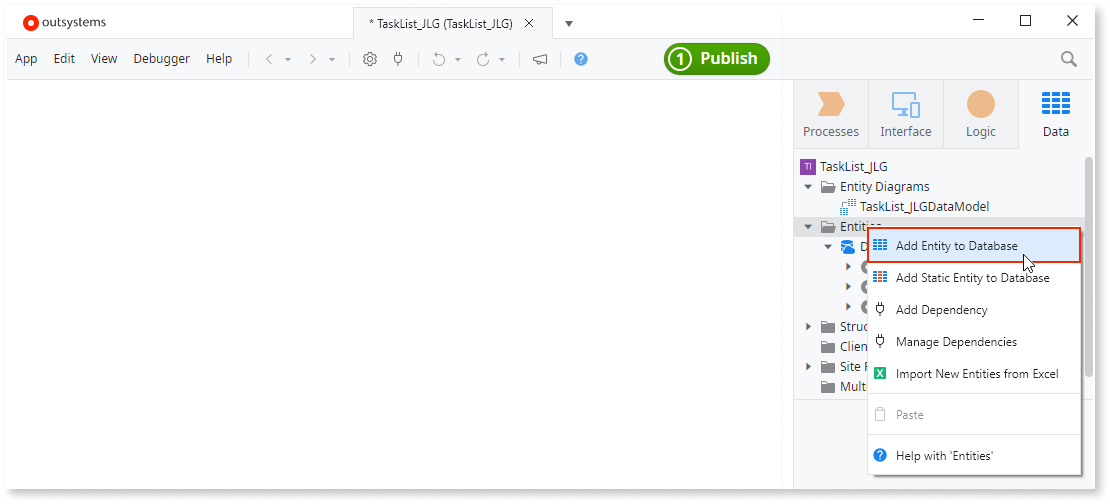 outsystems
* TaskList_JLG (TaskList_JLG)
App Edit View Debugger Help
1 Publish
Processes Interface Logic Data
TI TaskList_JLG
Entity Diagrams
TaskList_JLGDataModel
Entities
Add Entity to Database
Add Static Entity to Database
Add Dependency
Struc
Manage Dependencies
Clien
Site
Import New Entities from Excel
Mult
Paste
Help with 'Entities'